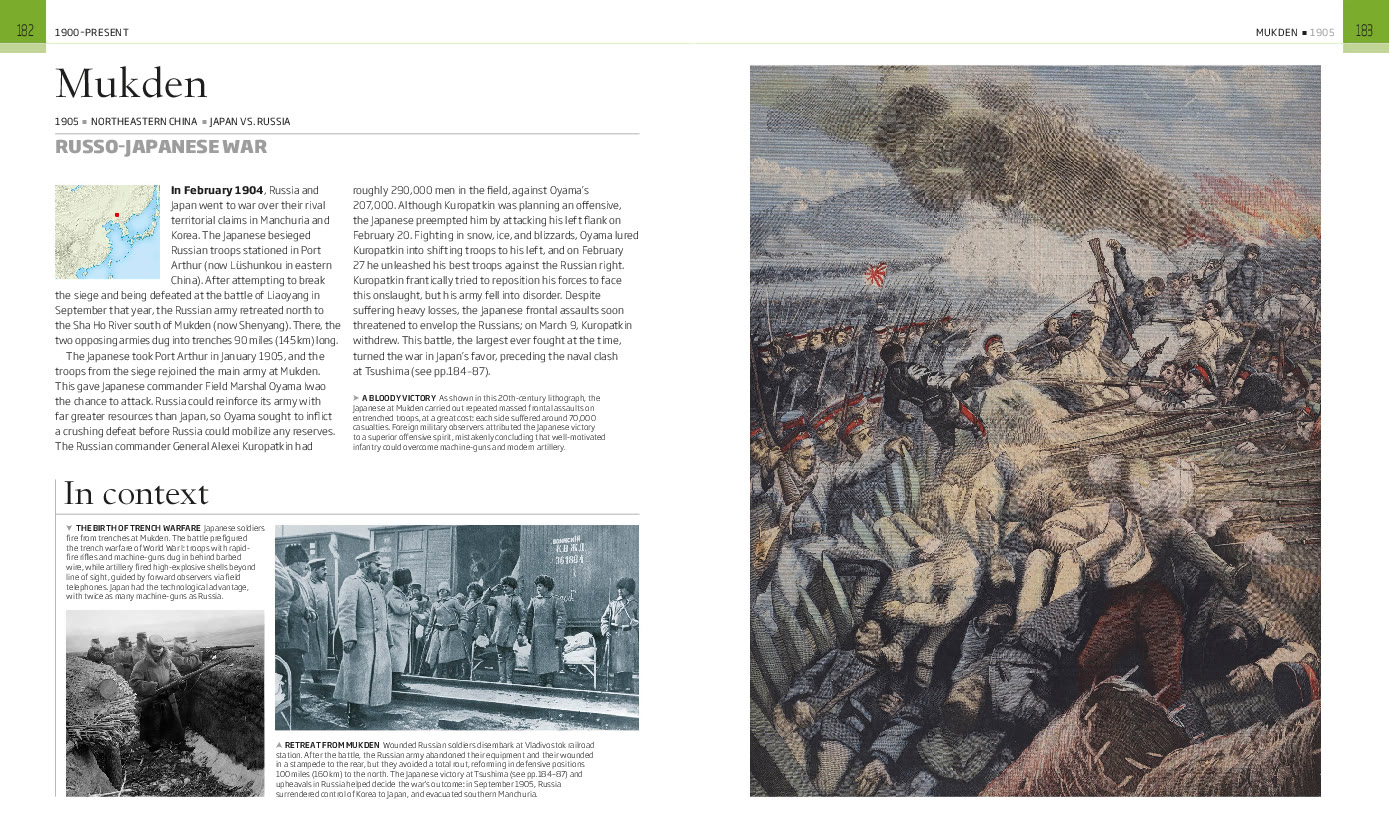 182
1900–PRESENT
MUKDEN ■ 1905
183
Mukden
1905 ■ NORTHEASTERN CHINA ■ JAPAN VS. RUSSIA
RUSSO-JAPANESE WAR
In February 1904, Russia and
Japan went to war over their rival
territorial claims in Manchuria and
Korea. The Japanese besieged
Russian troops stationed in Port
Arthur (now Lüshunkou in eastern
China). After attempting to break
the siege and being defeated at the battle of Liaoyang in
September that year, the Russian army retreated north to
the Sha Ho River south of Mukden (now Shenyang). There, the
two opposing armies dug into trenches 90 miles (145km) long.
The Japanese took Port Arthur in January 1905, and the
troops from the siege rejoined the main army at Mukden.
This gave Japanese commander Field Marshal Oyama Iwao
the chance to attack. Russia could reinforce its army with
far greater resources than Japan, so Oyama sought to inflict
a crushing defeat before Russia could mobilize any reserves.
The Russian commander General Alexei Kuropatkin had
roughly 290,000 men in the field, against Oyama's
207,000. Although Kuropatkin was planning an offensive,
the Japanese preempted him by attacking his left flank on
February 20. Fighting in snow, ice, and blizzards, Oyama lured
Kuropatkin into shifting troops to his left, and on February
27 he unleashed his best troops against the Russian right.
Kuropatkin frantically tried to reposition his forces to face
this onslaught, but his army fell into disorder. Despite
suffering heavy losses, the Japanese frontal assaults soon
threatened to envelop the Russians; on March 9, Kuropatkin
withdrew. This battle, the largest ever fought at the time,
turned the war in Japan's favor, preceding the naval clash
at Tsushima (see pp.184–87).
➤ A BLOODY VICTORY As shown in this 20th-century lithograph, the
Japanese at Mukden carried out repeated massed frontal assaults on
entrenched troops, at a great cost: each side suffered around 70,000
casualties. Foreign military observers attributed the Japanese victory
to a superior offensive spirit, mistakenly concluding that well-motivated
infantry could overcome machine-guns and modern artillery.
In context
▼ THE BIRTH OF TRENCH WARFARE Japanese soldiers
fire from trenches at Mukden. The battle prefigured
the trench warfare of World War I: troops with rapid-
fire rifles and machine-guns dug in behind barbed
wire, while artillery fired high-explosive shells beyond
line of sight, guided by forward observers via field
telephones. Japan had the technological advantage,
with twice as many machine-guns as Russia.
ВОИНСКІЙ
К.В.Ж.Д.
361884
▲ RETREAT FROM MUKDEN Wounded Russian soldiers disembark at Vladivostok railroad
station. After the battle, the Russian army abandoned their equipment and their wounded
in a stampede to the rear, but they avoided a total rout, reforming in defensive positions
100 miles (160km) to the north. The Japanese victory at Tsushima (see pp.184–87) and
upheavals in Russia helped decide the war's outcome: in September 1905, Russia
surrendered control of Korea to Japan, and evacuated southern Manchuria.